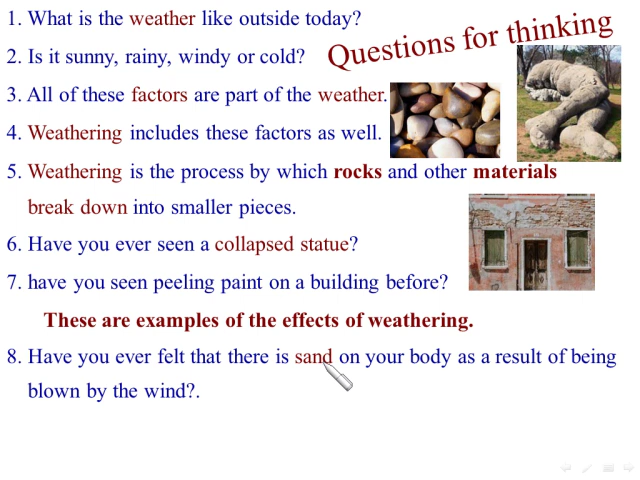 1. What is the weather like outside today?
Questions for thinking
2. Is it sunny, rainy, windy or cold?
3. All of these factors are part of the weather.
4. Weathering includes these factors as well.
5. Weathering is the process by which rocks and other materials
break down into smaller pieces.
6. Have you ever seen a collapsed statue?
7. have you seen peeling paint on a building before?
These are examples of the effects of weathering.
8. Have you ever felt that there is sand on your body as a result of being
blown by the wind?.